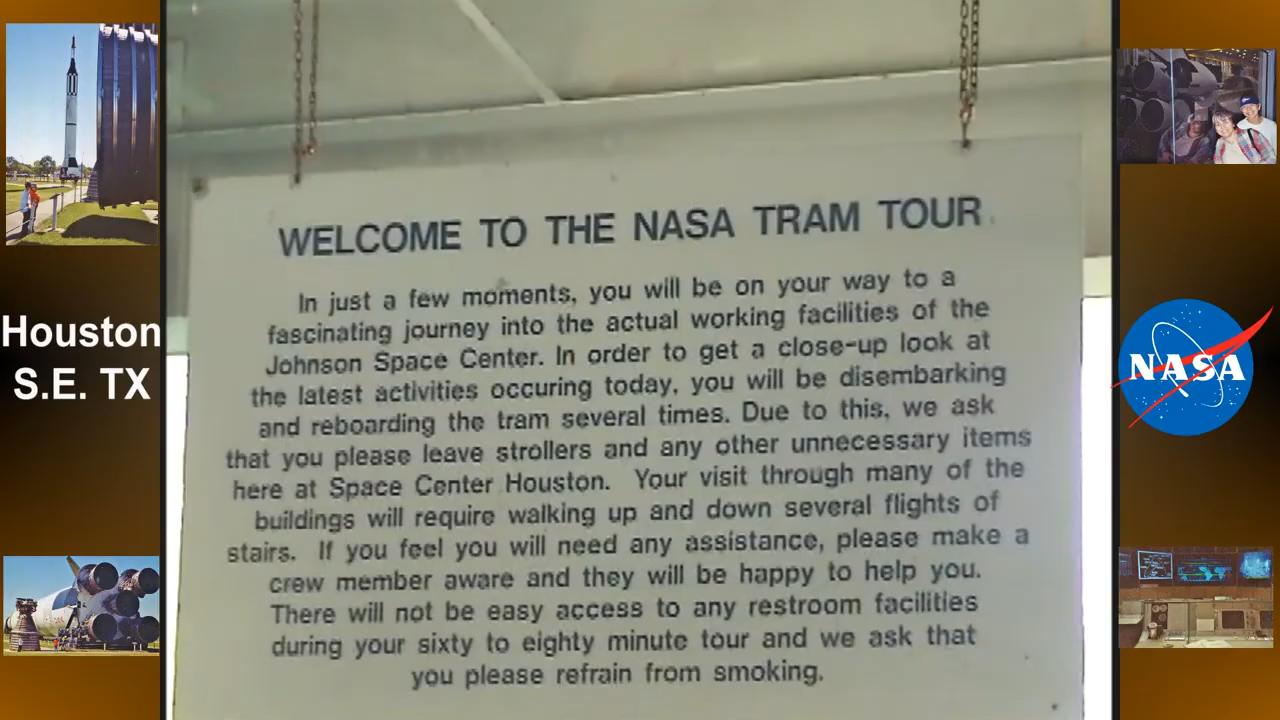 WELCOME TO THE NASA TRAM TOUR
In just a few moments, you will be on your way to a
fascinating journey into the actual working facilities of the
Johnson Space Center. In order to get a close-up look at
the latest activities occuring today, you will be disembarking
and reboarding the tram several times. Due to this, we ask
that you please leave strollers and any other unnecessary items
here at Space Center Houston. Your visit through many of the
buildings will require walking up and down several flights of
stairs. If you feel you will need any assistance, please make a
crew member aware and they will be happy to help you.
There will not be easy access to any restroom facilities
during your sixty to eighty minute tour and we ask that
you please refrain from smoking.
Houston
S.E. TX
NASA